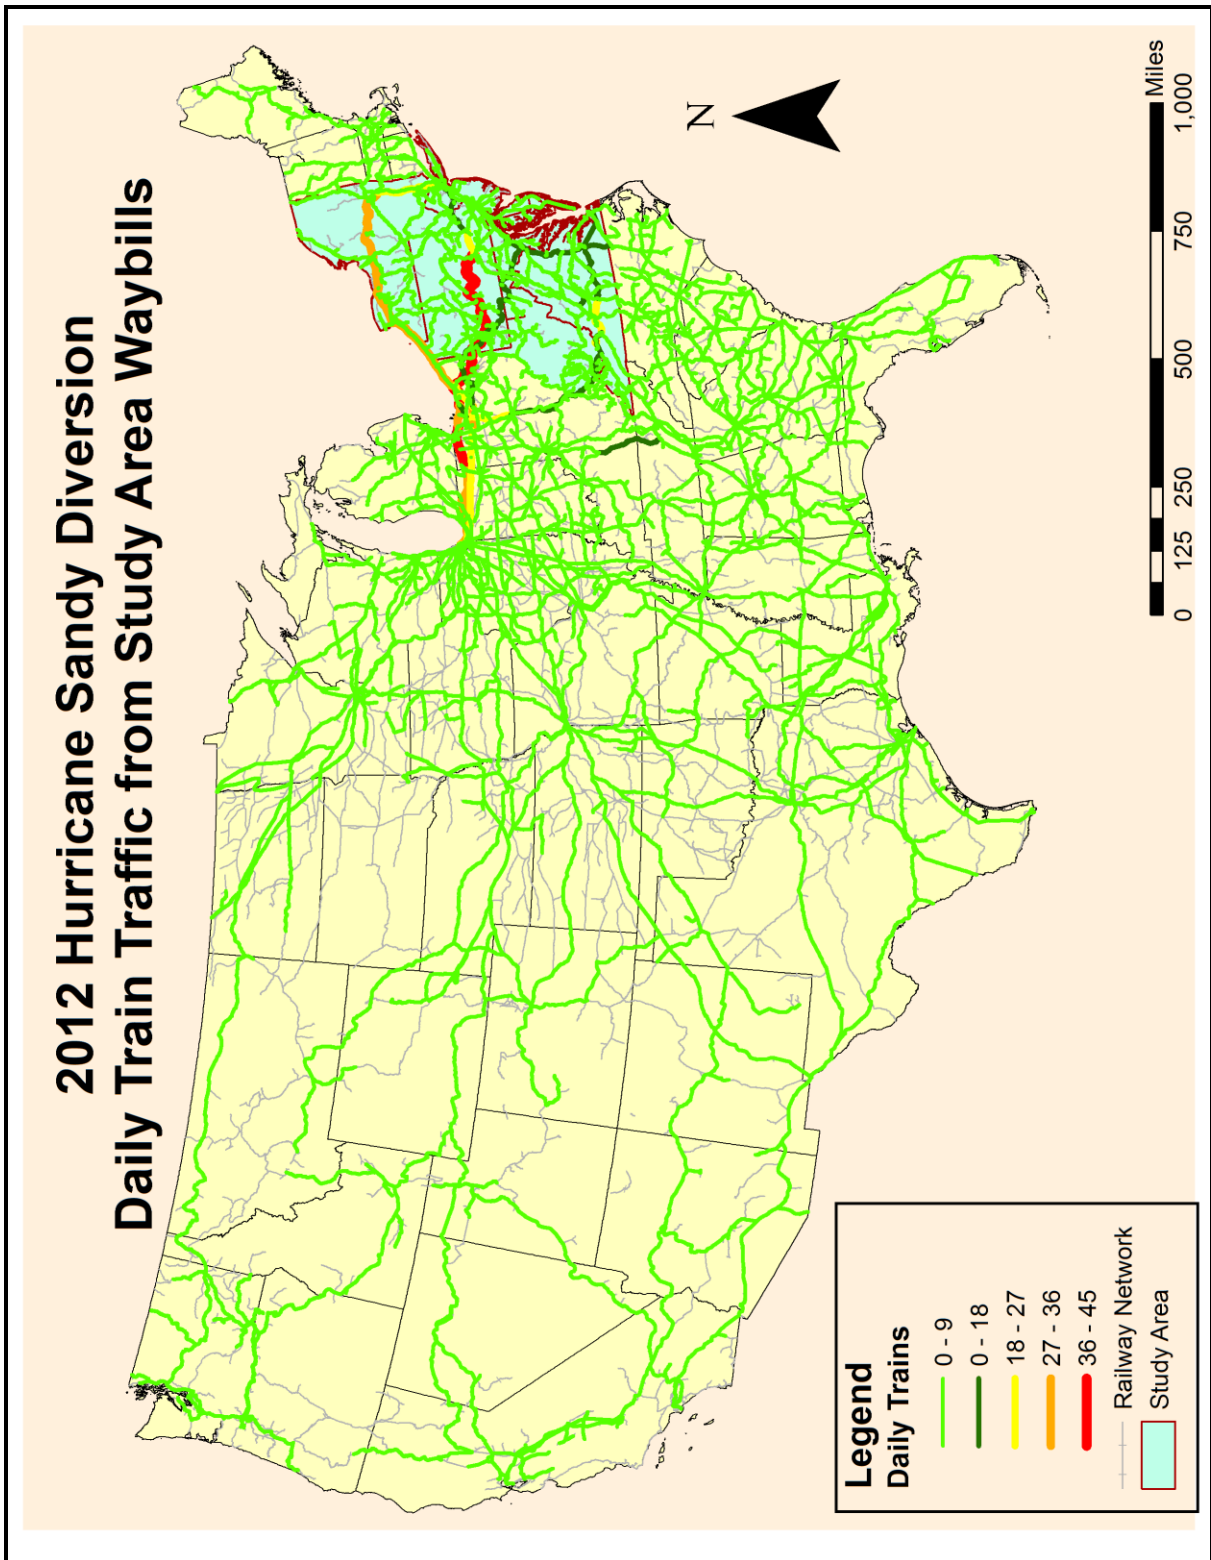 2012 Hurricane Sandy Diversion
Daily Train Traffic from Study Area Waybills
N
Legend
Daily Trains
0 - 9
0 - 18
18 - 27
27 - 36
36 - 45
Railway Network
Study Area
Miles
0 125 250 500 750 1,000